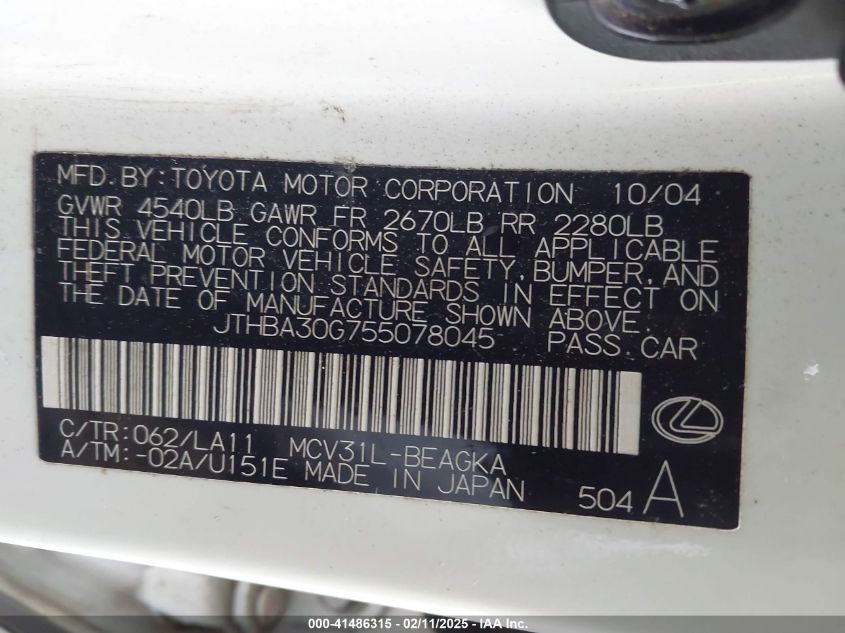 MFD.BY:TOYOTA MOTOR CORPORATION 10/04
GVWR 4540LB GAWR FR 2670LB RR 2280LB
THIS VEHICLE CONFORMS TO ALL APPLICABLE
FEDERAL MOTOR VEHICLE SAFETY,BUMPER,AND
THEFT PREVENTION STANDARDS IN EFFECT ON
THE DATE OF MANUFACTURE SHOWN ABOVE.
JTHBA30G755078045 PASS.CAR
C/TR:062/LA11 MCV31L-BEAGKA
A/TM:-02A/U151E MADE IN JAPAN
504 A
000-41486315 - 02/11/2025 - IAA Inc.